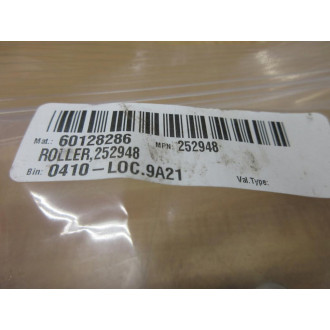 Mat.: 60128286 MPN: 252948
ROLLER,252948
Bin: 0410-LOC.9A21
Val.Type: